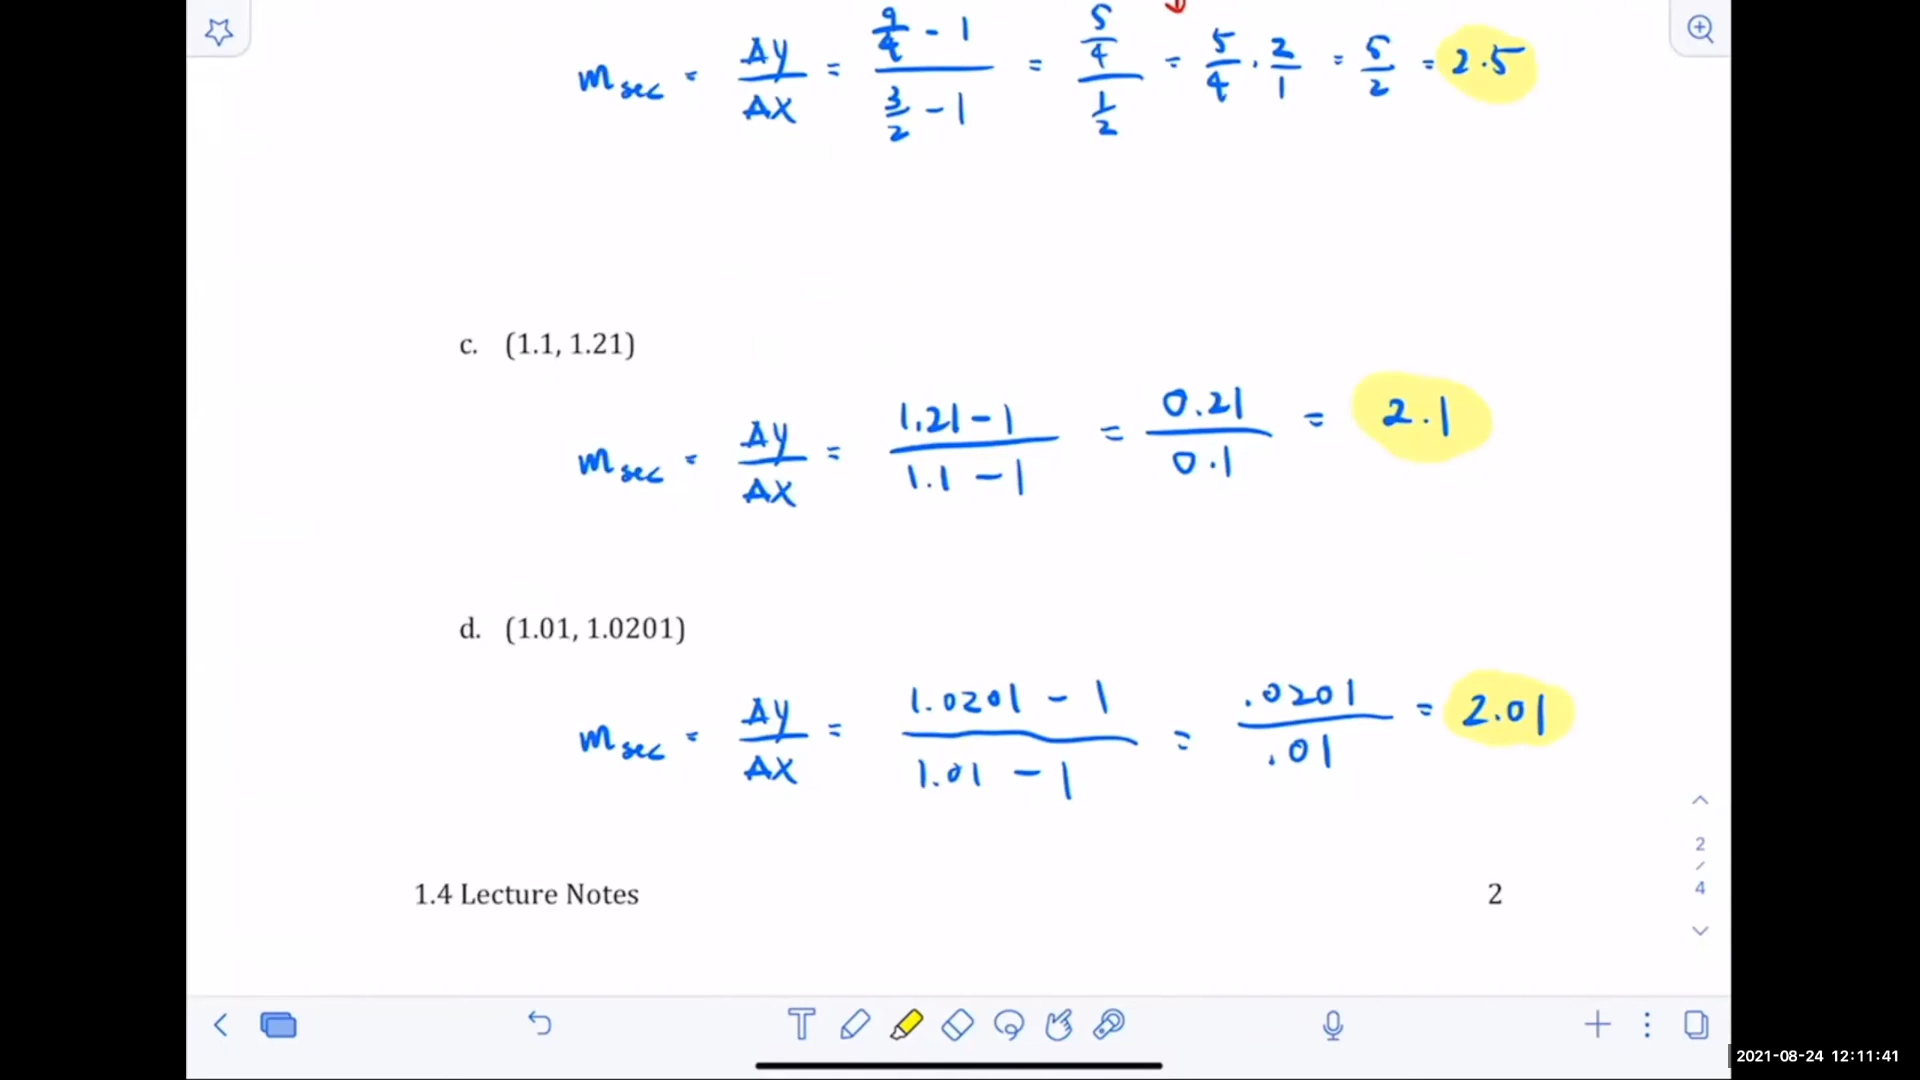 m sec = Δy/Δx = (9/4 - 1)/(3/2 - 1) = (5/4)/(1/2) = 5/4 · 2/1 = 5/2 = 2.5
c. (1.1, 1.21)
m sec = Δy/Δx = (1.21 - 1)/(1.1 - 1) = 0.21/0.1 = 2.1
d. (1.01, 1.0201)
m sec = Δy/Δx = (1.0201 - 1)/(1.01 - 1) = .0201/.01 = 2.01
1.4 Lecture Notes 2
2/4
T
2021-08-24 12:11:41